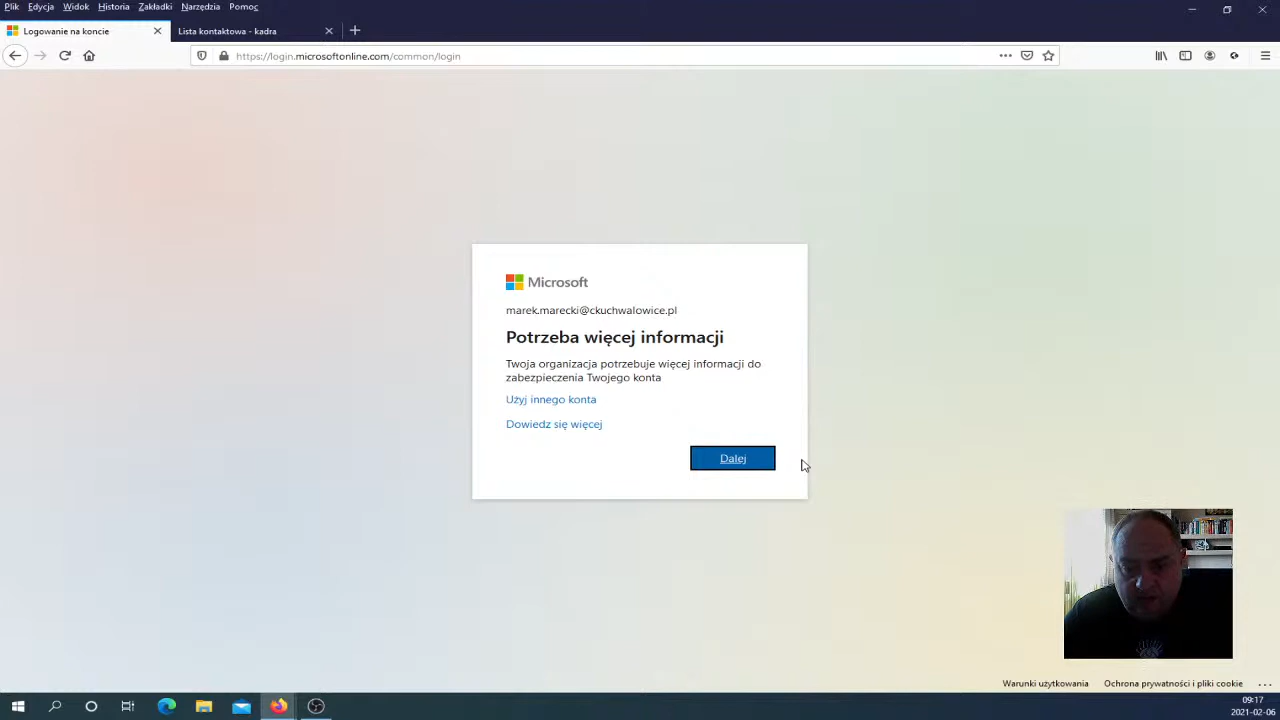 Plik Edycja Widok Historia Zakładki Narzędzia Pomoc
Logowanie na koncie
Lista kontaktowa - kadra
https://login.microsoftonline.com/common/login
Microsoft
marek.marecki@ckuchwalowice.pl
Potrzeba więcej informacji
Twoja organizacja potrzebuje więcej informacji do
zabezpieczenia Twojego konta
Użyj innego konta
Dowiedz się więcej
Dalej
Warunki użytkowania Ochrona prywatności i pliki cookie ...
09:17
2021-02-06